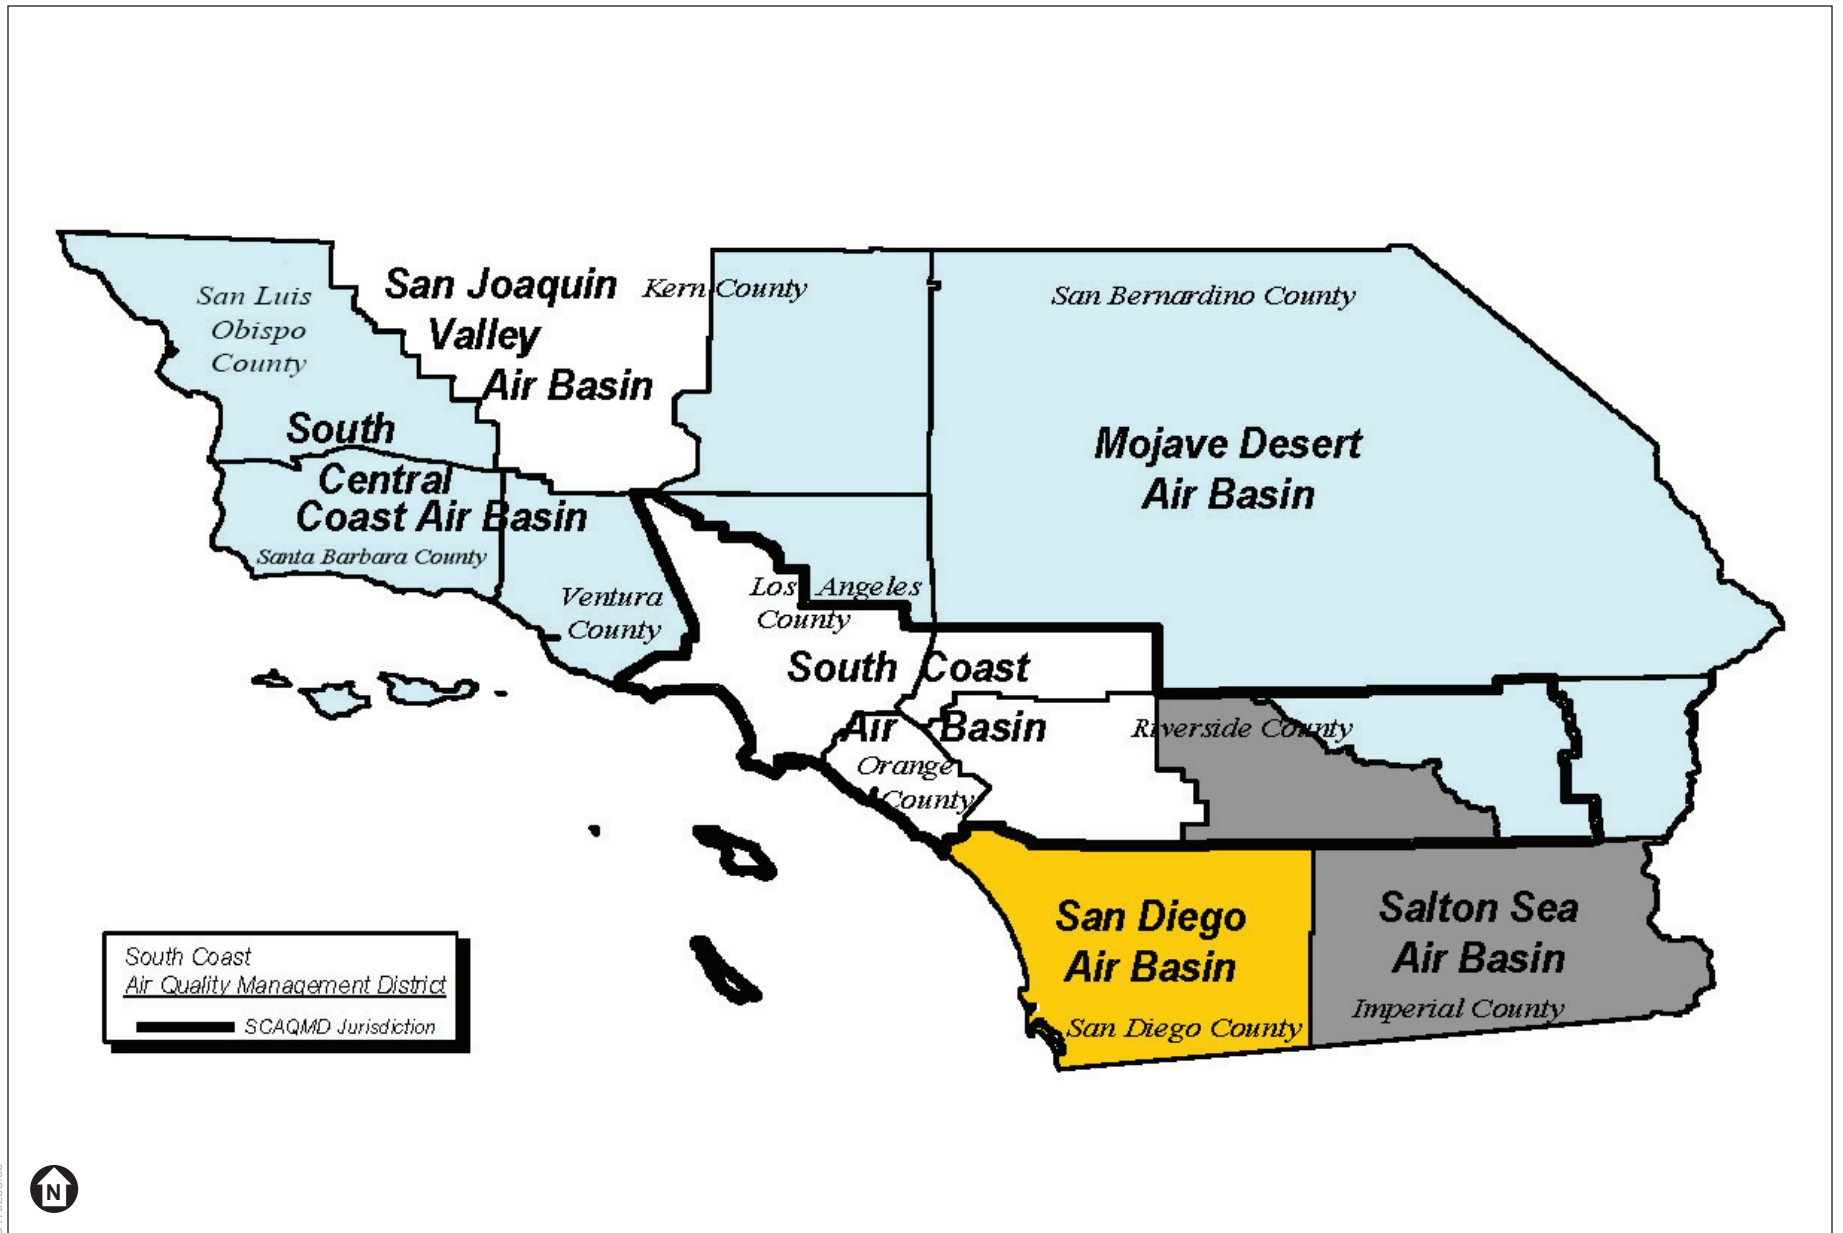 San Joaquin
Valley
Air Basin
Kern County
San Bernardino County
San Luis
Obispo
County
South
Central
Coast Air Basin
Santa Barbara County
Mojave Desert
Air Basin
Ventura
County
Los Angeles
County
South Coast
Air Basin
Riverside County
Orange
County
San Diego
Air Basin
San Diego County
Salton Sea
Air Basin
Imperial County
South Coast
Air Quality Management District
SCAQMD Jurisdiction
N